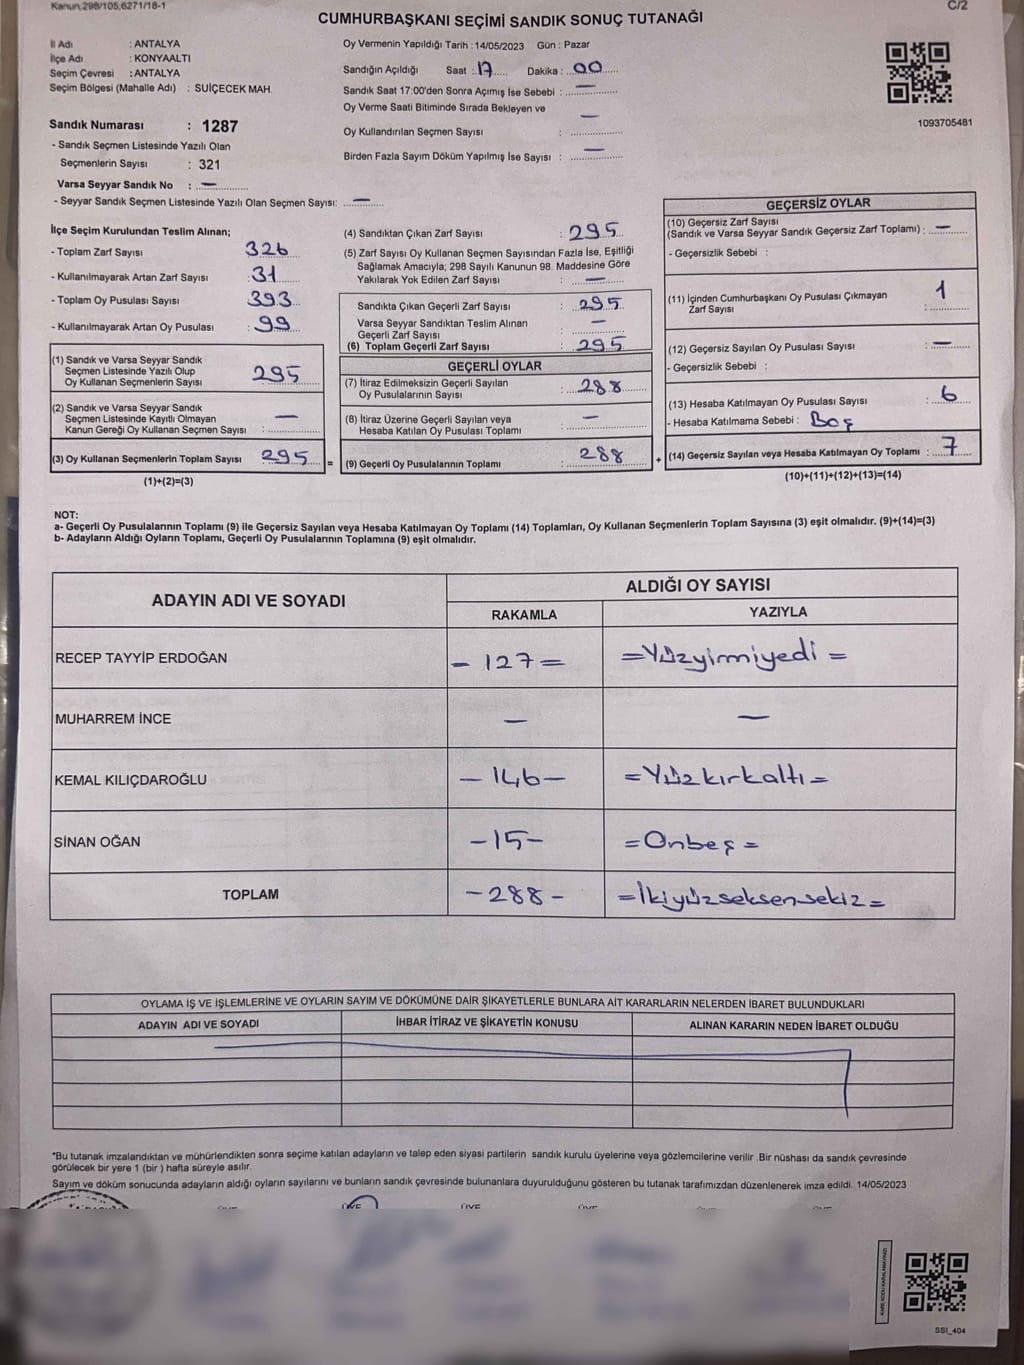 Kanun,298/105,6271/18-1
C/2
CUMHURBAŞKANI SEÇİMİ SANDIK SONUÇ TUTANAĞI
İl Adı : ANTALYA
İlçe Adı : KONYAALTI
Seçim Çevresi : ANTALYA
Seçim Bölgesi (Mahalle Adı) : SUİÇECEK MAH.
Sandık Numarası : 1287
- Sandık Seçmen Listesinde Yazılı Olan
Seçmenlerin Sayısı : 321
Varsa Seyyar Sandık No : —
- Seyyar Sandık Seçmen Listesinde Yazılı Olan Seçmen Sayısı: —
Oy Vermenin Yapıldığı Tarih : 14/05/2023 Gün : Pazar
Sandığın Açıldığı Saat : 17 Dakika : 00
Sandık Saat 17:00'den Sonra Açımış İse Sebebi : —
Oy Verme Saati Bitiminde Sırada Bekleyen ve
Oy Kullandırılan Seçmen Sayısı : —
Birden Fazla Sayım Döküm Yapılmış İse Sayısı : —
1093705481
İlçe Seçim Kurulundan Teslim Alınan;
- Toplam Zarf Sayısı : 326
- Kullanılmayarak Artan Zarf Sayısı : 31
- Toplam Oy Pusulası Sayısı : 393
- Kullanılmayarak Artan Oy Pusulası : 99
(1) Sandık ve Varsa Seyyar Sandık
Seçmen Listesinde Yazılı Olup
Oy Kullanan Seçmenlerin Sayısı : 295
(2) Sandık ve Varsa Seyyar Sandık
Seçmen Listesinde Kayıtlı Olmayan
Kanun Gereği Oy Kullanan Seçmen Sayısı : —
(3) Oy Kullanan Seçmenlerin Toplam Sayısı : 295 =
(1)+(2)=(3)
(4) Sandıktan Çıkan Zarf Sayısı : 295
(5) Zarf Sayısı Oy Kullanan Seçmen Sayısından Fazla İse, Eşitliği
Sağlamak Amacıyla; 298 Sayılı Kanunun 98. Maddesine Göre
Yakılarak Yok Edilen Zarf Sayısı : —
Sandıkta Çıkan Geçerli Zarf Sayısı : 295
Varsa Seyyar Sandıktan Teslim Alınan
Geçerli Zarf Sayısı : —
(6) Toplam Geçerli Zarf Sayısı : 295
GEÇERLİ OYLAR
(7) İtiraz Edilmeksizin Geçerli Sayılan
Oy Pusulalarının Sayısı : 288
(8) İtiraz Üzerine Geçerli Sayılan veya
Hesaba Katılan Oy Pusulası Toplamı : —
(9) Geçerli Oy Pusulalarının Toplamı : 288 +
GEÇERSİZ OYLAR
(10) Geçersiz Zarf Sayısı
(Sandık ve Varsa Seyyar Sandık Geçersiz Zarf Toplamı) : —
- Geçersizlik Sebebi :
(11) İçinden Cumhurbaşkanı Oy Pusulası Çıkmayan
Zarf Sayısı : 1
(12) Geçersiz Sayılan Oy Pusulası Sayısı : —
- Geçersizlik Sebebi :
(13) Hesaba Katılmayan Oy Pusulası Sayısı : 6
- Hesaba Katılmama Sebebi : Boş
(14) Geçersiz Sayılan veya Hesaba Katılmayan Oy Toplamı : 7
(10)+(11)+(12)+(13)=(14)
NOT:
a- Geçerli Oy Pusulalarının Toplamı (9) ile Geçersiz Sayılan veya Hesaba Katılmayan Oy Toplamı (14) Toplamları, Oy Kullanan Seçmenlerin Toplam Sayısına (3) eşit olmalıdır. (9)+(14)=(3)
b- Adayların Aldığı Oyların Toplamı, Geçerli Oy Pusulalarının Toplamına (9) eşit olmalıdır.
ADAYIN ADI VE SOYADI
ALDIĞI OY SAYISI
RAKAMLA YAZIYLA
RECEP TAYYİP ERDOĞAN - 127 = = Yüzyirmiyedi =
MUHARREM İNCE — —
KEMAL KILIÇDAROĞLU - 146 - = Yüzkırkaltı =
SİNAN OĞAN - 15 - = Onbeş =
TOPLAM - 288 - = İkiyüzseksensekiz =
OYLAMA İŞ VE İŞLEMLERİNE VE OYLARIN SAYIM VE DÖKÜMÜNE DAİR ŞİKAYETLERLE BUNLARA AİT KARARLARIN NELERDEN İBARET BULUNDUKLARI
ADAYIN ADI VE SOYADI İHBAR İTİRAZ VE ŞİKAYETİN KONUSU ALINAN KARARIN NEDEN İBARET OLDUĞU
*Bu tutanak imzalandıktan ve mühürlendikten sonra seçime katılan adayların ve talep eden siyasi partilerin sandık kurulu üyelerine veya gözlemcilerine verilir .Bir nüshası da sandık çevresinde
görülecek bir yere 1 (bir ) hafta süreyle asılır.
Sayım ve döküm sonucunda adayların aldığı oyların sayılarını ve bunların sandık çevresinde bulunanlara duyurulduğunu gösteren bu tutanak tarafımızdan düzenlenerek imza edildi. 14/05/2023
SSI_404